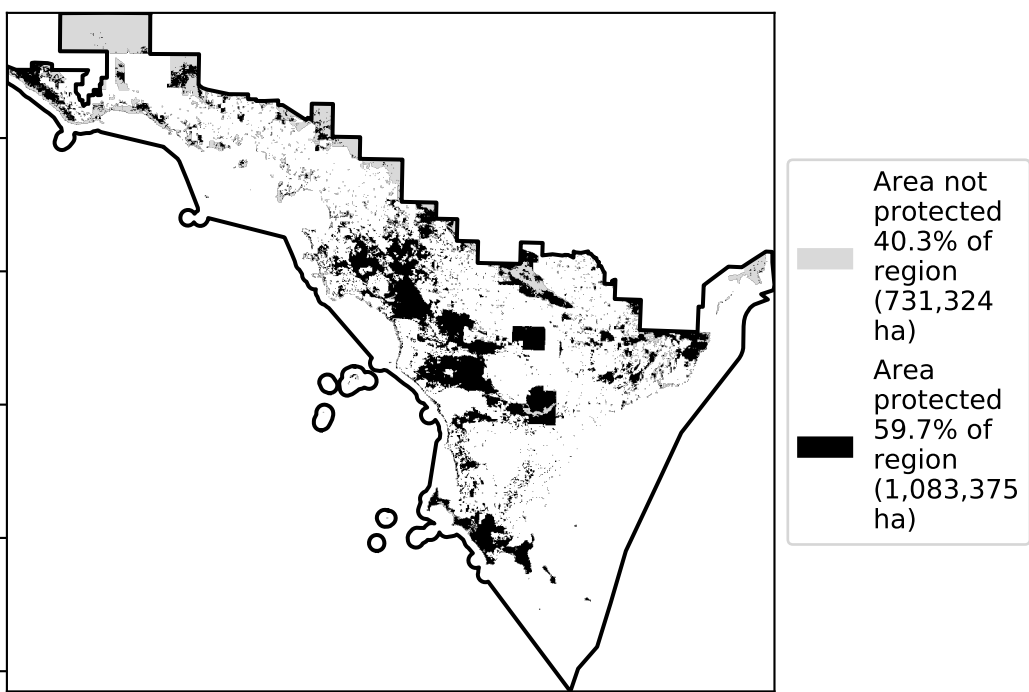 Area not
protected
40.3% of
region
(731,324
ha)
Area
protected
59.7% of
region
(1,083,375
ha)